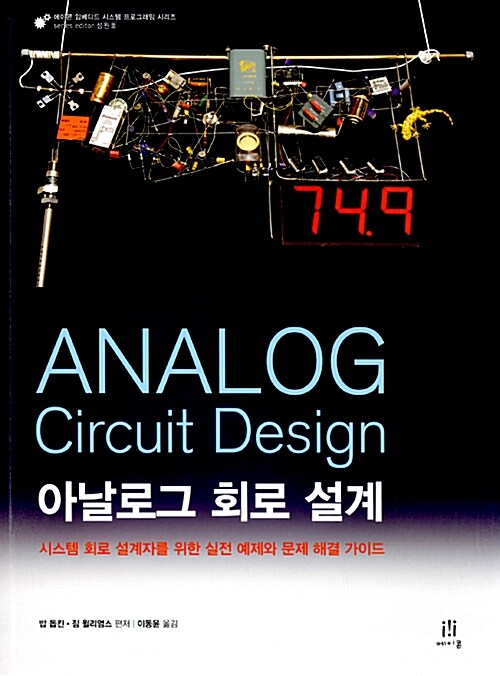 에이콘 임베디드 시스템 프로그래밍 시리즈
series editor 성원호
74.9
ANALOG
Circuit Design
아날로그 회로 설계
시스템 회로 설계자를 위한 실전 예제와 문제 해결 가이드
밥 돕킨 • 짐 윌리엄스 편저 | 이동윤 옮김
에이콘